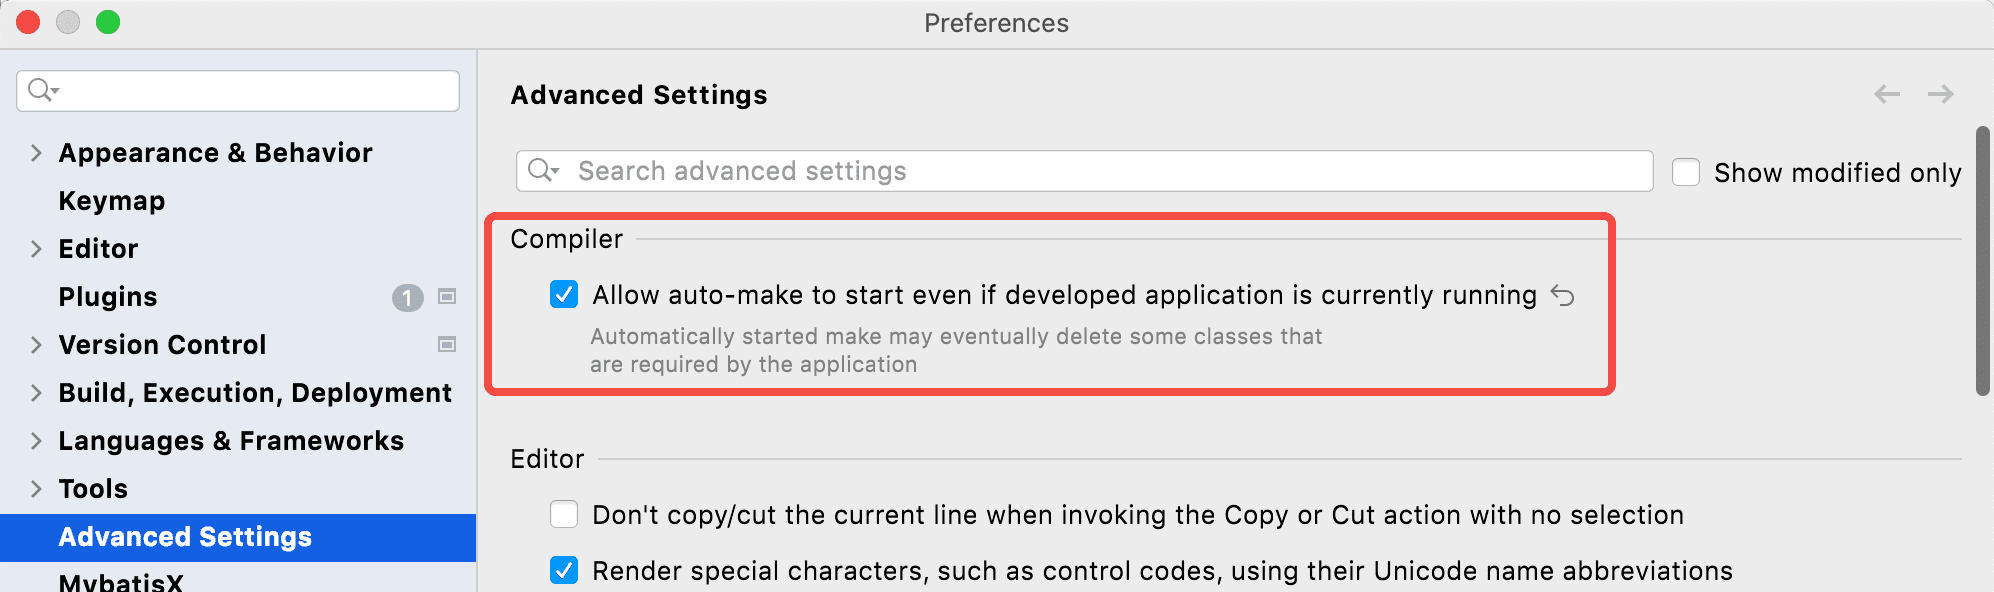 Preferences
Appearance & Behavior
Keymap
Editor
Plugins 1
Version Control
Build, Execution, Deployment
Languages & Frameworks
Tools
Advanced Settings
MybatisX
Advanced Settings
Search advanced settings
Show modified only
Compiler
Allow auto-make to start even if developed application is currently running
Automatically started make may eventually delete some classes that
are required by the application
Editor
Don't copy/cut the current line when invoking the Copy or Cut action with no selection
Render special characters, such as control codes, using their Unicode name abbreviations